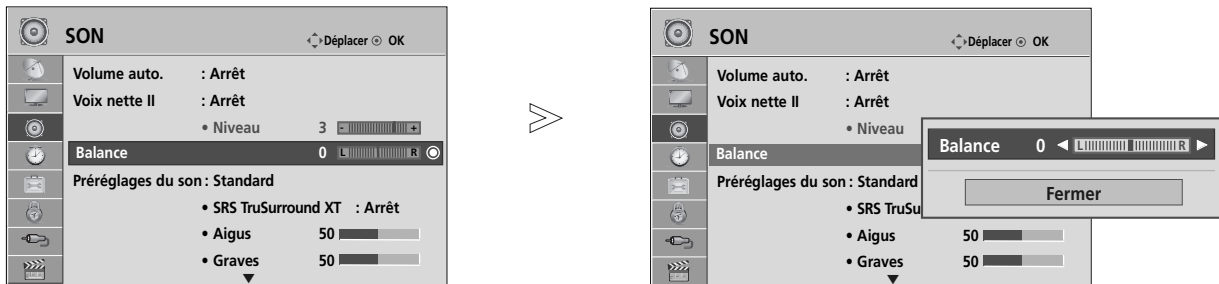 SON
Déplacer OK
Volume auto. : Arrêt
Voix nette II : Arrêt
• Niveau 3 - +
Balance 0 L R
Préréglages du son : Standard
• SRS TruSurround XT : Arrêt
• Aigus 50
• Graves 50
SON
Déplacer OK
Volume auto. : Arrêt
Voix nette II : Arrêt
• Niveau
Balance
Préréglages du son : Standard
• SRS TruSu
• Aigus 50
• Graves 50
Balance 0 L R
Fermer